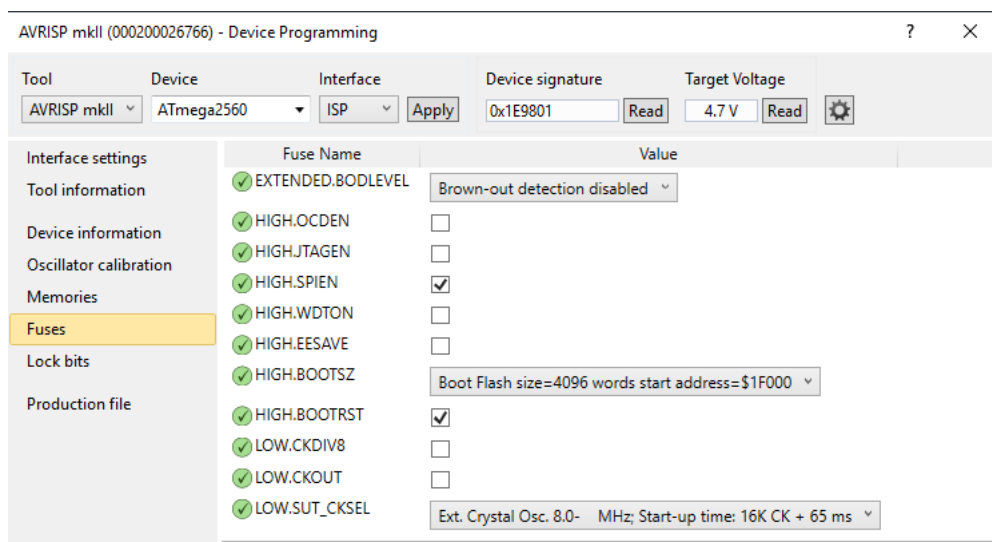 AVRISP mkII (000200026766) - Device Programming ? ×
Tool Device Interface Device signature Target Voltage
AVRISP mkII ATmega2560 ISP Apply 0x1E9801 Read 4.7 V Read
Interface settings
Tool information
Device information
Oscillator calibration
Memories
Fuses
Lock bits
Production file
Fuse Name Value
EXTENDED.BODLEVEL Brown-out detection disabled
HIGH.OCDEN
HIGH.JTAGEN
HIGH.SPIEN
HIGH.WDTON
HIGH.EESAVE
HIGH.BOOTSZ Boot Flash size=4096 words start address=$1F000
HIGH.BOOTRST
LOW.CKDIV8
LOW.CKOUT
LOW.SUT_CKSEL Ext. Crystal Osc. 8.0- MHz; Start-up time: 16K CK + 65 ms